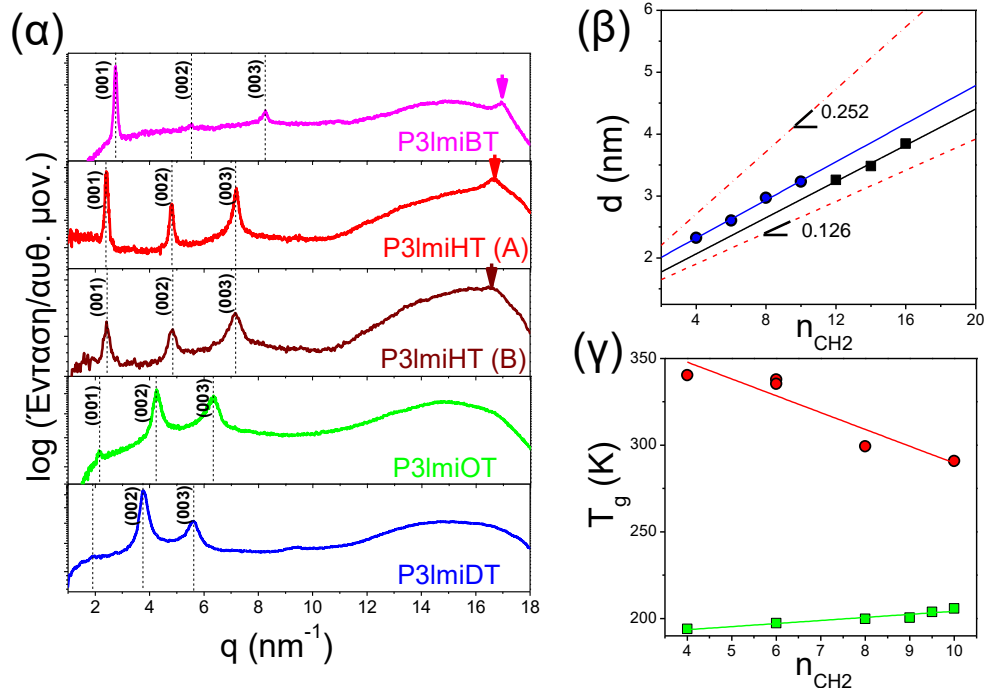 (α)
log (Ένταση/αυθ. μον.)
(001)
(002)
(003)
P3ImiBT
(001)
(002)
(003)
P3ImiHT (A)
(001)
(002)
(003)
P3ImiHT (B)
(001)
(002)
(003)
P3ImiOT
(002)
(003)
P3ImiDT
2 4 6 8 10 12 14 16 18
q (nm⁻¹)
(β)
6
5
4
3
2
d (nm)
0.252
0.126
4 8 12 16 20
n_CH2
(γ)
350
300
250
200
T_g (K)
4 5 6 7 8 9 10
n_CH2